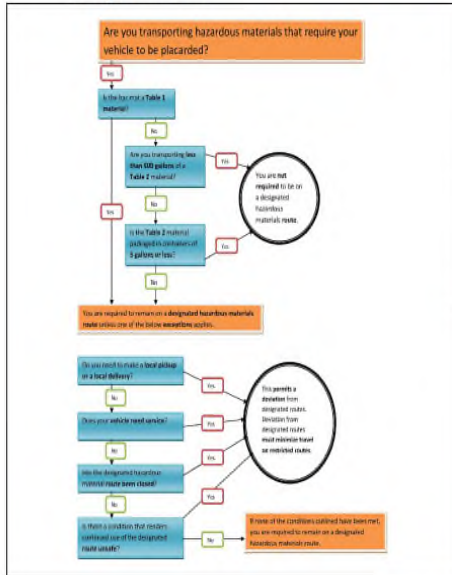 Are you transporting hazardous materials that require your
vehicle to be placarded?
Yes
Is the haz mat a Table 1
material?
No
Are you transporting less
than 500 gallons of a
Table 2 material?
Yes
You are not
required to be on
a designated
hazardous
materials route.
Yes
No
Is the Table 2 material
packaged in containers of
5 gallons or less?
Yes
No
You are required to remain on a designated hazardous materials
route unless one of the below exceptions applies.
Do you need to make a local pickup
or a local delivery?
Yes
No
This permits a
deviation from
designated routes.
Deviation from
designated routes
must minimize travel
on restricted routes.
Does your vehicle need service?
Yes
No
Has the designated hazardous
material route been closed?
Yes
No
Yes
Is there a condition that renders
continued use of the designated
route unsafe?
No
If none of the conditions outlined have been met,
you are required to remain on a designated
hazardous materials route.